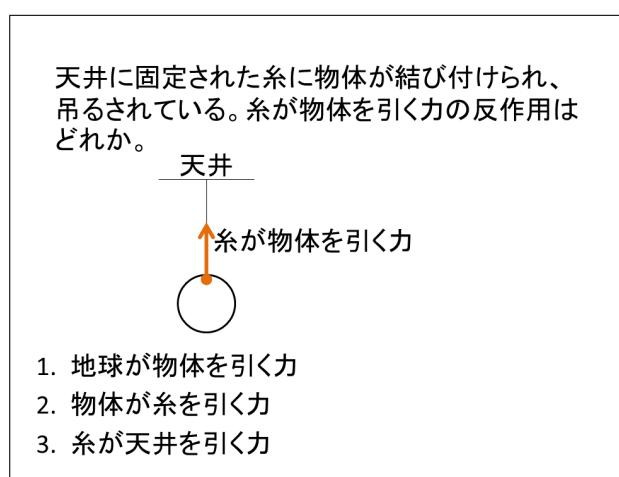 天井に固定された糸に物体が結び付けられ、
吊るされている。糸が物体を引く力の反作用は
どれか。
天井
糸が物体を引く力
1. 地球が物体を引く力
2. 物体が糸を引く力
3. 糸が天井を引く力